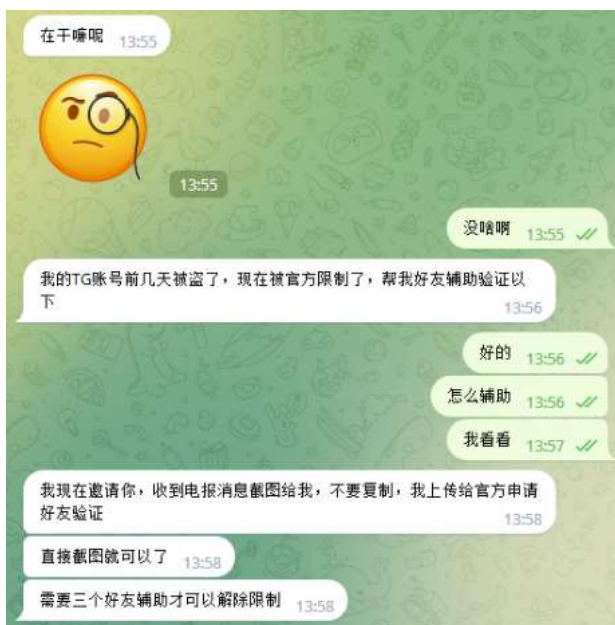 在干嘛呢 13:55
13:55
没啥啊 13:55
我的TG账号前几天被盗了，现在被官方限制了，帮我好友辅助验证以
下
13:56
好的 13:56
怎么辅助 13:56
我看看 13:57
我现在邀请你，收到电报消息截图给我，不要复制，我上传给官方申请
好友验证
13:58
直接截图就可以了 13:58
需要三个好友辅助才可以解除限制 13:58